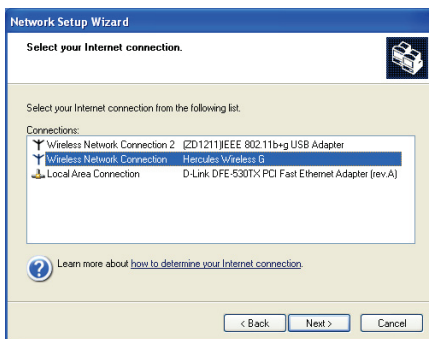 Network Setup Wizard
Select your Internet connection.
Select your Internet connection from the following list.
Connections:
Wireless Network Connection 2 (ZD1211)IEEE 802.11b+g USB Adapter
Wireless Network Connection Hercules Wireless G
Local Area Connection D-Link DFE-530TX PCI Fast Ethernet Adapter (rev.A)
Learn more about how to determine your Internet connection.
< Back Next > Cancel